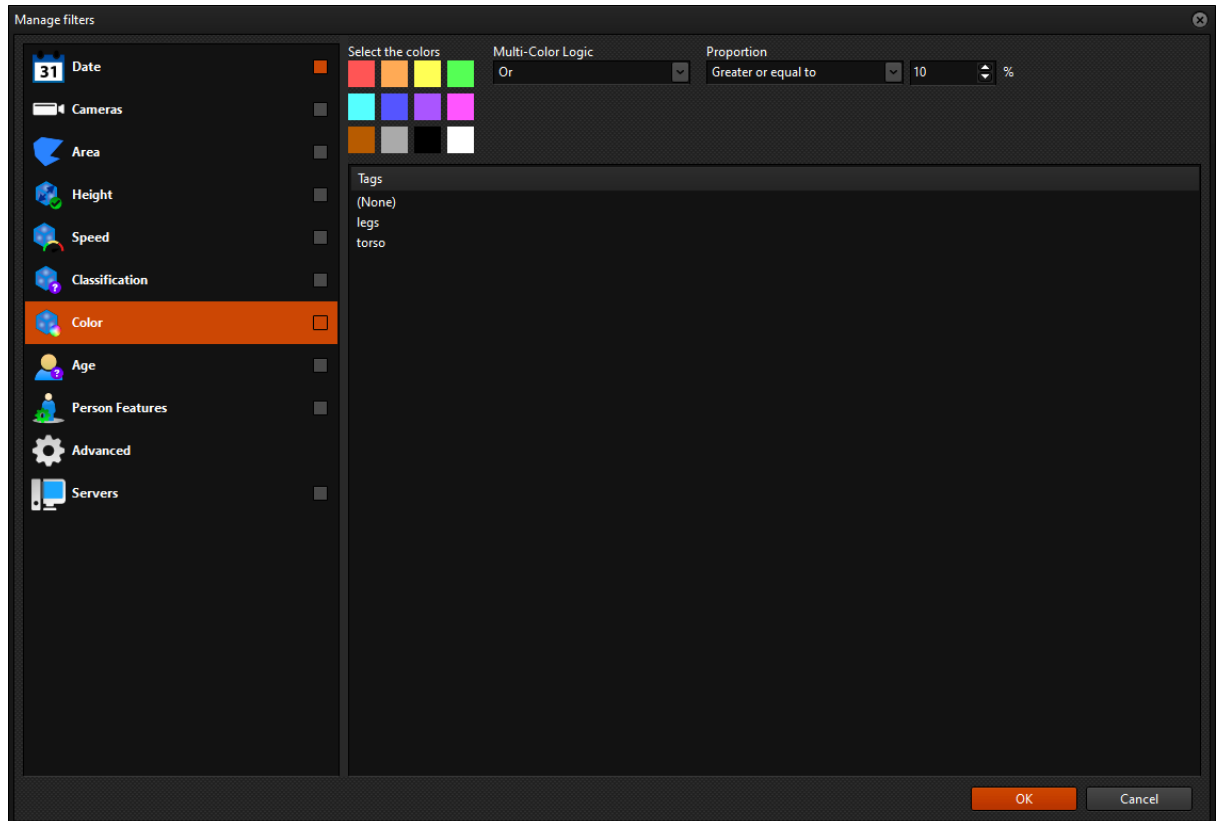 Manage filters
31 Date
Cameras
Area
Height
Speed
? Classification
Color
? Age
Person Features
Advanced
Servers
Select the colors Multi-Color Logic Proportion
Or Greater or equal to 10 %
Tags
(None)
legs
torso
OK Cancel